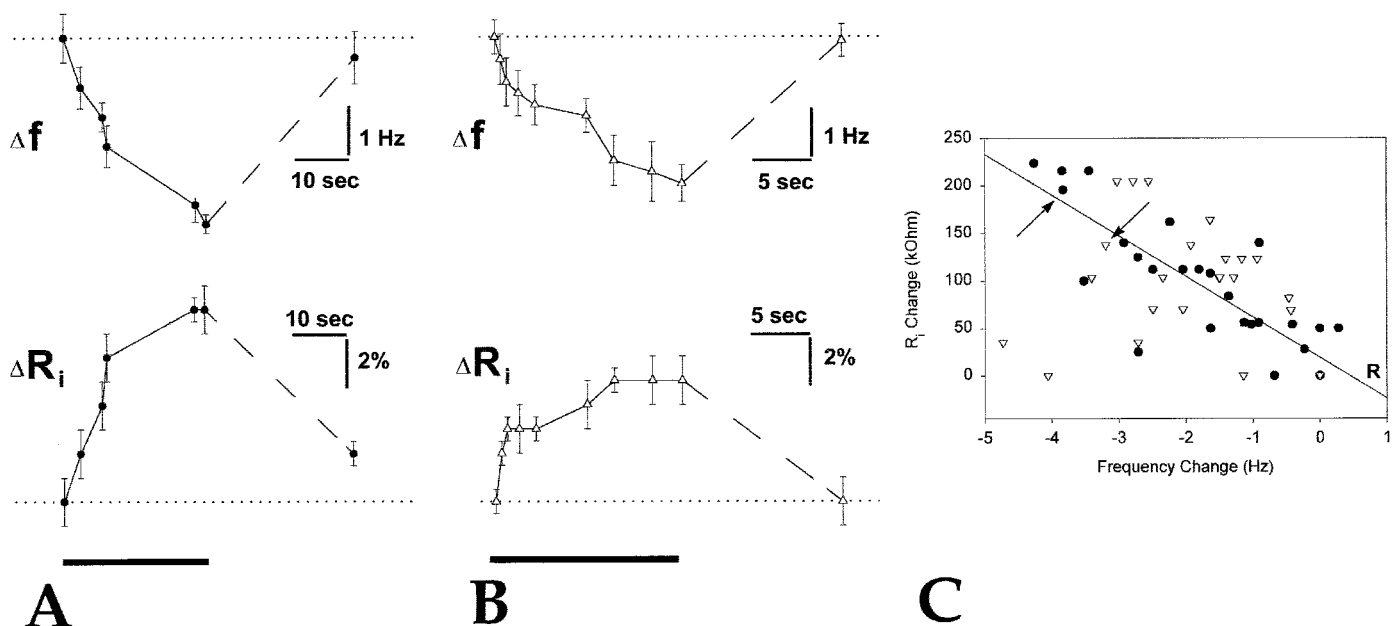 Δf
1 Hz
10 sec
10 sec
2%
ΔRi
A
Δf
1 Hz
5 sec
5 sec
2%
ΔRi
B
Ri Change (kOhm)
250
200
150
100
50
0
R
-5 -4 -3 -2 -1 0 1
Frequency Change (Hz)
C